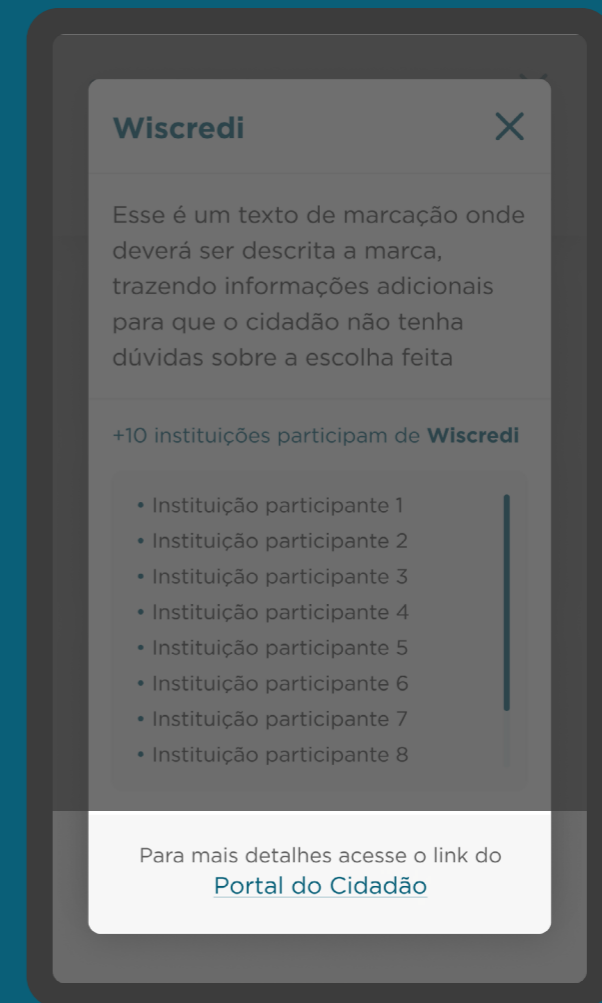 Wiscredi
Esse é um texto de marcação onde
deverá ser descrita a marca,
trazendo informações adicionais
para que o cidadão não tenha
dúvidas sobre a escolha feita
+10 instituições participam de Wiscredi
• Instituição participante 1
• Instituição participante 2
• Instituição participante 3
• Instituição participante 4
• Instituição participante 5
• Instituição participante 6
• Instituição participante 7
• Instituição participante 8
Para mais detalhes acesse o link do
Portal do Cidadão